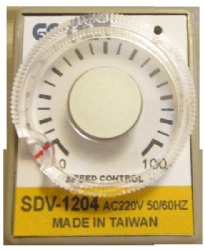 0 100
SPEED CONTROL
SDV-1204 AC220V 50/60HZ
MADE IN TAIWAN